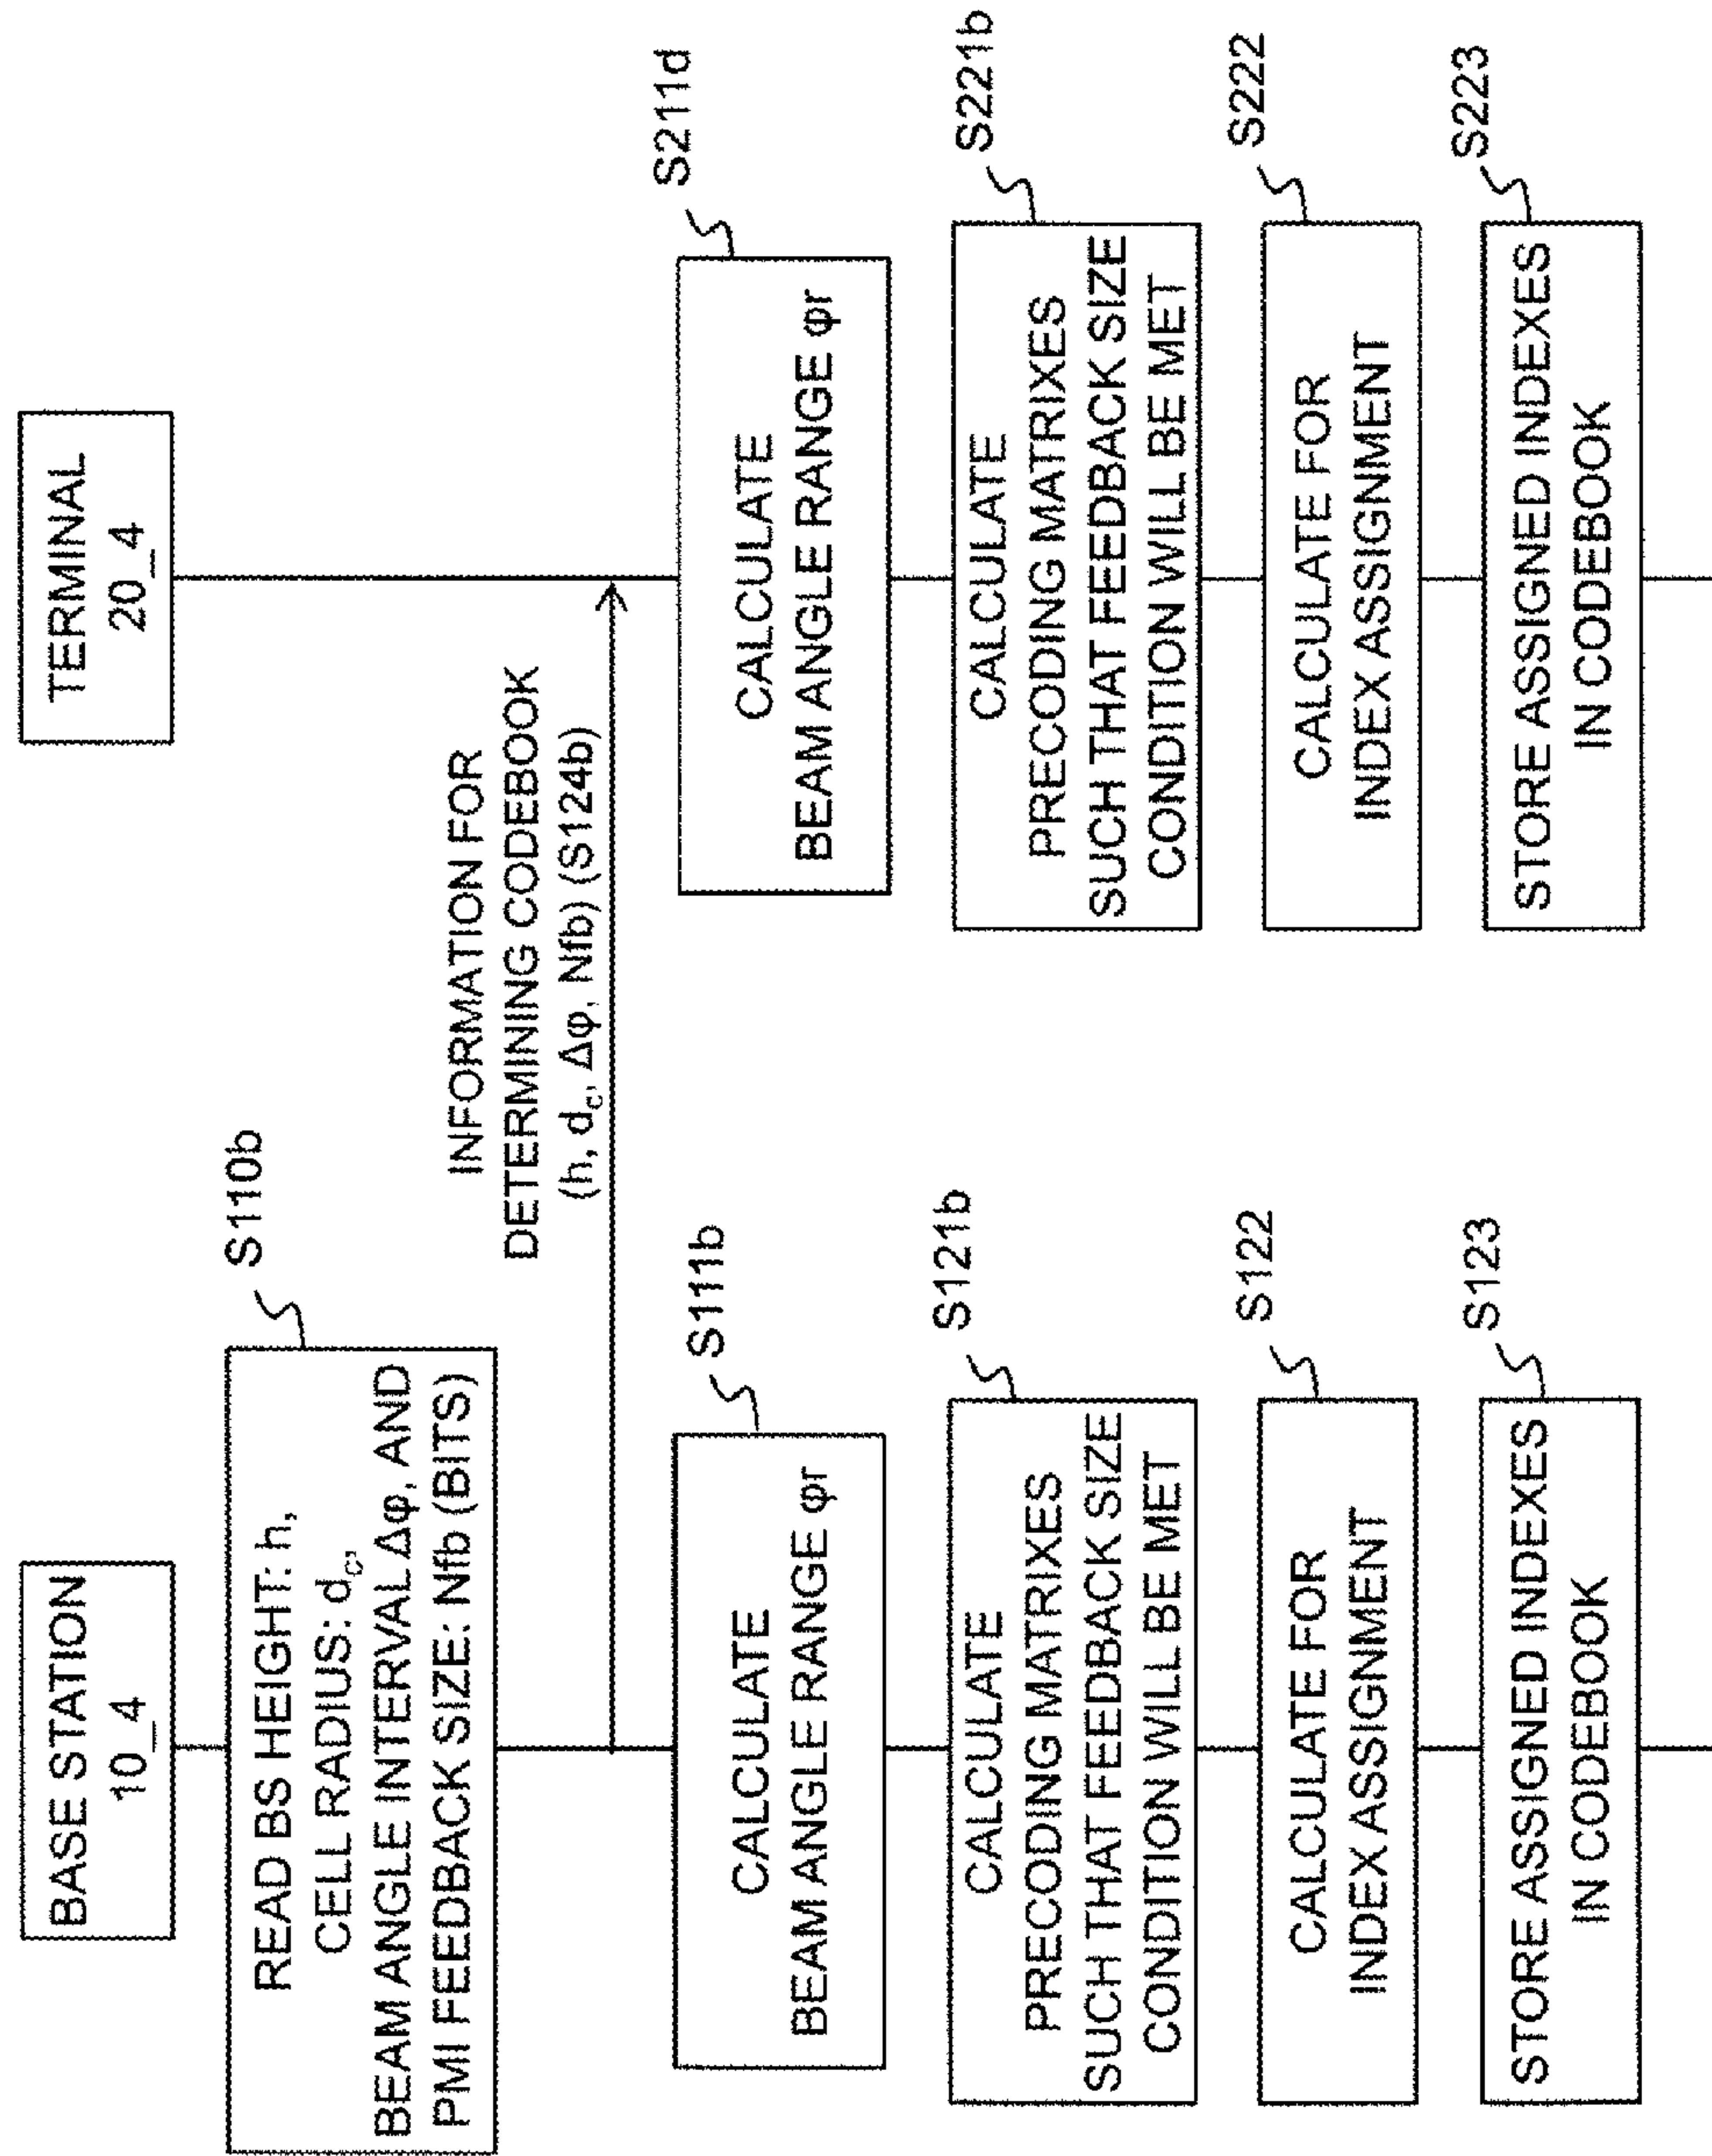 BASE STATION
10_4
TERMINAL
20_4
S110b
READ BS HEIGHT: h,
CELL RADIUS: dc,
BEAM ANGLE INTERVAL Δφ, AND
PMI FEEDBACK SIZE: Nfb (BITS)
INFORMATION FOR
DETERMINING CODEBOOK
(h, dc, Δφ, Nfb) (S124b)
S111b
CALCULATE
BEAM ANGLE RANGE φr
S211d
CALCULATE
BEAM ANGLE RANGE φr
S121b
CALCULATE
PRECODING MATRIXES
SUCH THAT FEEDBACK SIZE
CONDITION WILL BE MET
S221b
CALCULATE
PRECODING MATRIXES
SUCH THAT FEEDBACK SIZE
CONDITION WILL BE MET
S122
CALCULATE FOR
INDEX ASSIGNMENT
S222
CALCULATE FOR
INDEX ASSIGNMENT
S123
STORE ASSIGNED INDEXES
IN CODEBOOK
S223
STORE ASSIGNED INDEXES
IN CODEBOOK